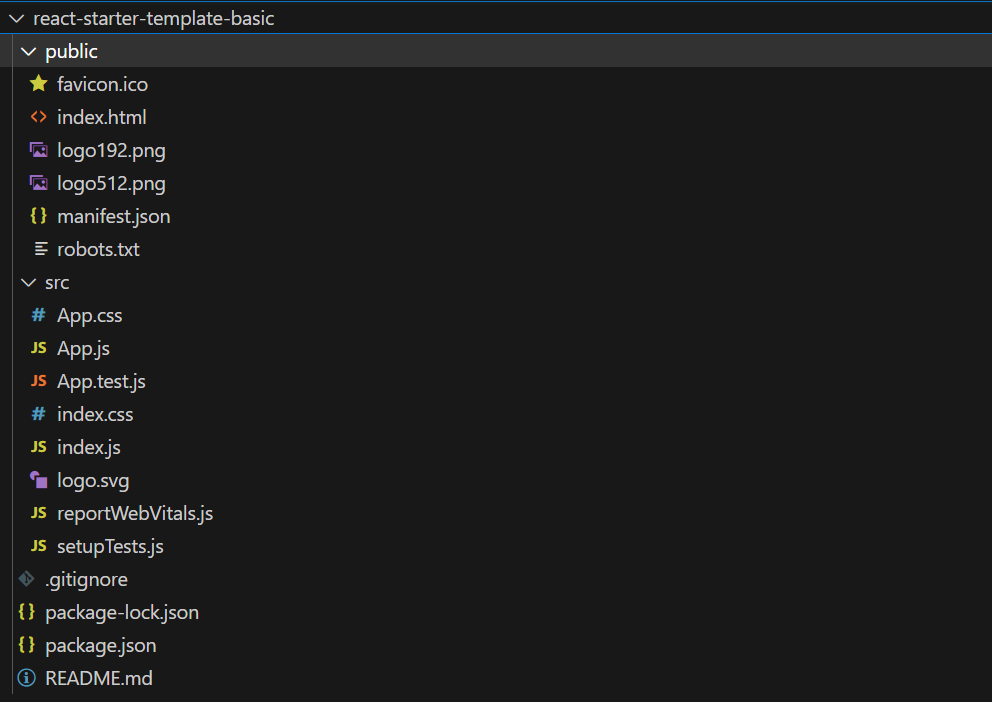 react-starter-template-basic
public
favicon.ico
index.html
logo192.png
logo512.png
{} manifest.json
robots.txt
src
# App.css
JS App.js
JS App.test.js
# index.css
JS index.js
logo.svg
JS reportWebVitals.js
JS setupTests.js
.gitignore
{} package-lock.json
{} package.json
README.md